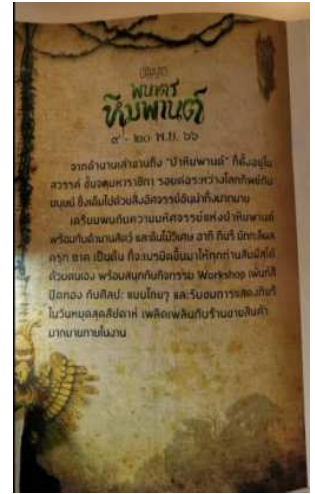 พนาดร
หิมพานต์
๙ - ๒๐ พ.ย. ๖๖
จากตำนานเล่าขานถึง "ป่าหิมพานต์" ที่ตั้งอยู่ใน
สวรรค์ ชั้นจตุมหาราชิกา รอยต่อระหว่างโลกทิพย์กับ
มนุษย์ ซึ่งเต็มไปด้วยสิ่งอัศจรรย์อันน่าทึ่งมากมาย
เตรียมพบกับความมหัศจรรย์แห่งป่าหิมพานต์
พร้อมกับตำนานสัตว์ และต้นไม้วิเศษ อาทิ กินรี มักกะลีผล
ครุฑ นาค เป็นต้น ที่จะเนรมิตขึ้นมาให้ทุกท่านสัมผัสได้
ด้วยตนเอง พร้อมสนุกกับกิจกรรม Workshop เพ้นท์สี
ปิดทอง กับศิลปะ แบบไทยๆ และรับชมการแสดงกินรี
ในวันหยุดสุดสัปดาห์ เพลิดเพลินกับร้านขายสินค้า
มากมายภายในงาน